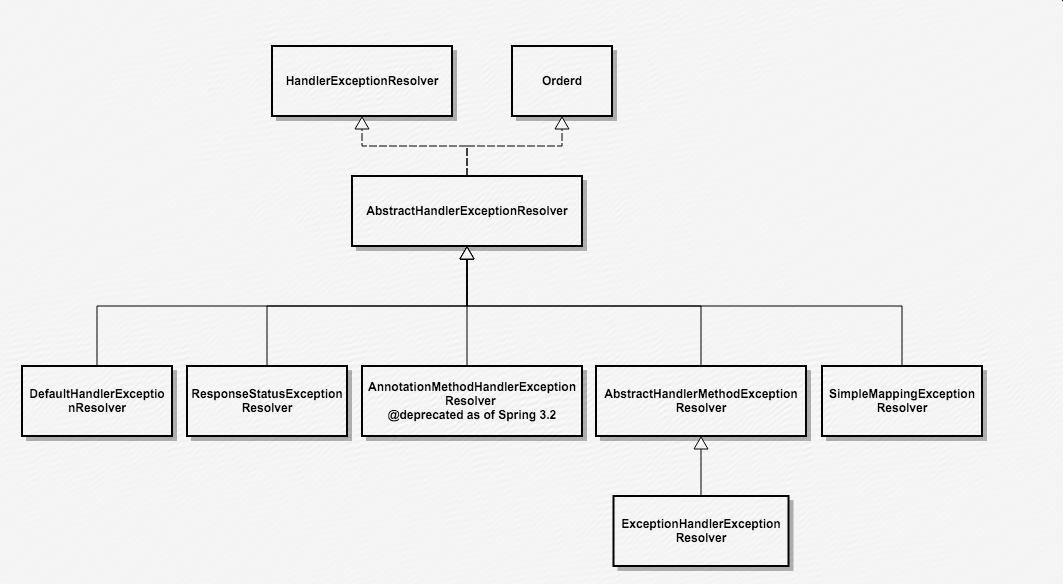 HandlerExceptionResolver
Orderd
AbstractHandlerExceptionResolver
DefaultHandlerExceptio
nResolver
ResponseStatusException
Resolver
AnnotationMethodHandlerException
Resolver
@deprecated as of Spring 3.2
AbstractHandlerMethodException
Resolver
SimpleMappingException
Resolver
ExceptionHandlerException
Resolver